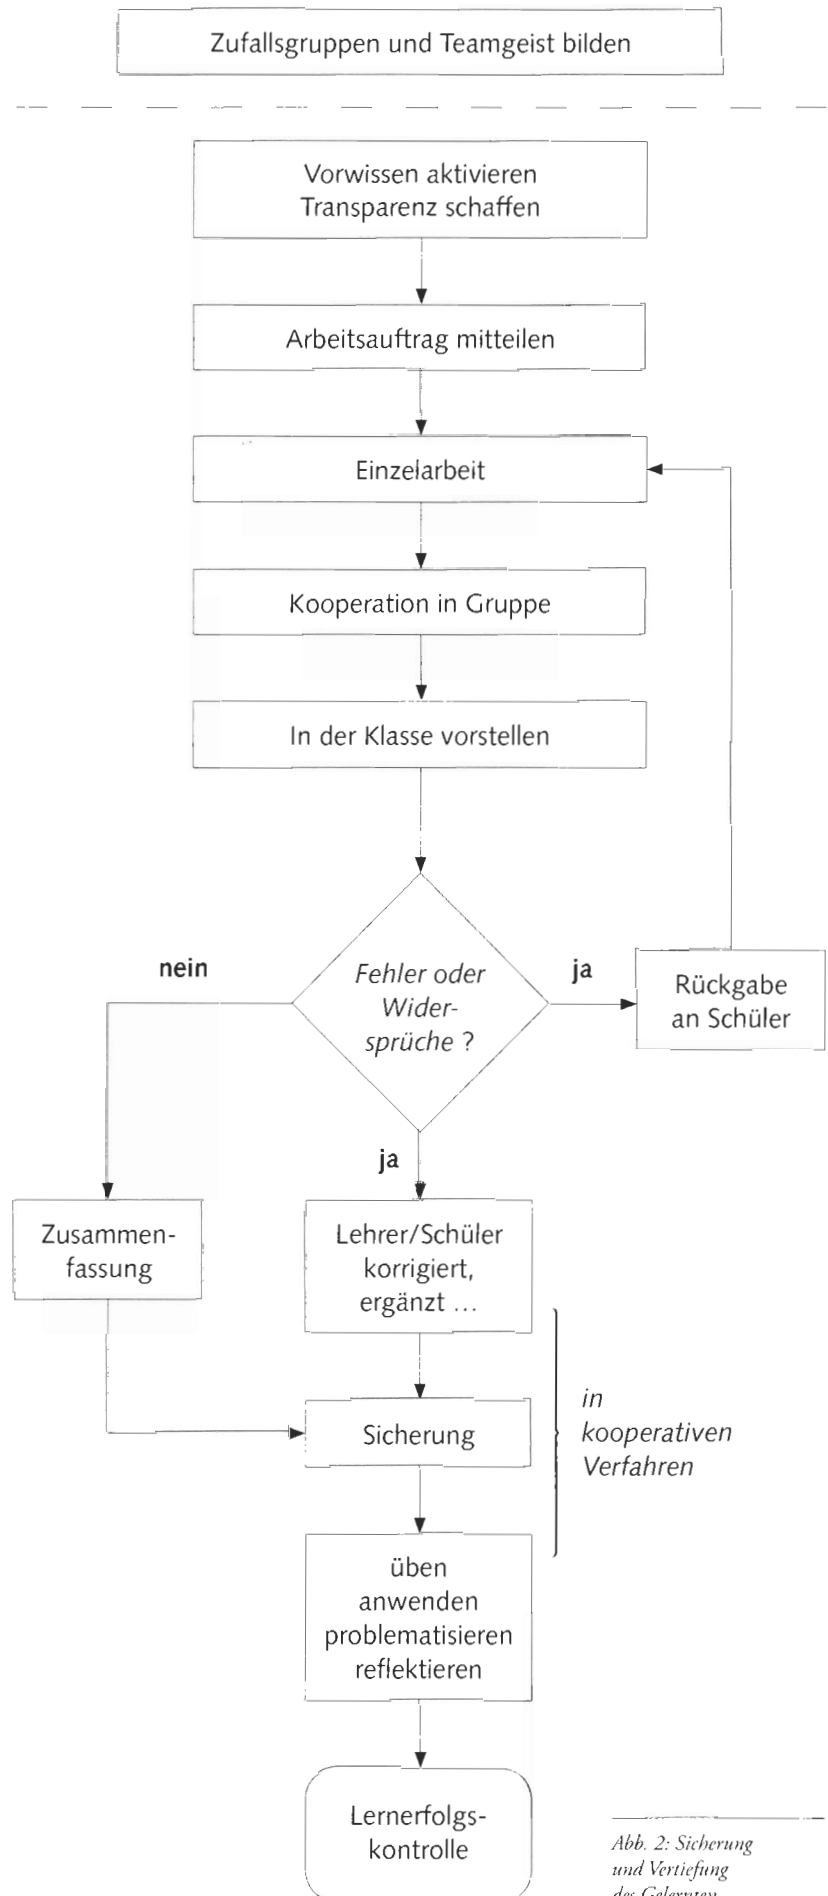 Zufallsgruppen und Teamgeist bilden
Vorwissen aktivieren
Transparenz schaffen
Arbeitsauftrag mitteilen
Einzelarbeit
Kooperation in Gruppe
In der Klasse vorstellen
nein
Fehler oder
Wider-
sprüche ?
ja
Rückgabe
an Schüler
ja
Zusammen-
fassung
Lehrer/Schüler
korrigiert,
ergänzt ...
Sicherung
in
kooperativen
Verfahren
üben
anwenden
problematisieren
reflektieren
Lernerfolgs-
kontrolle
Abb. 2: Sicherung
und Vertiefung
des Gelernten